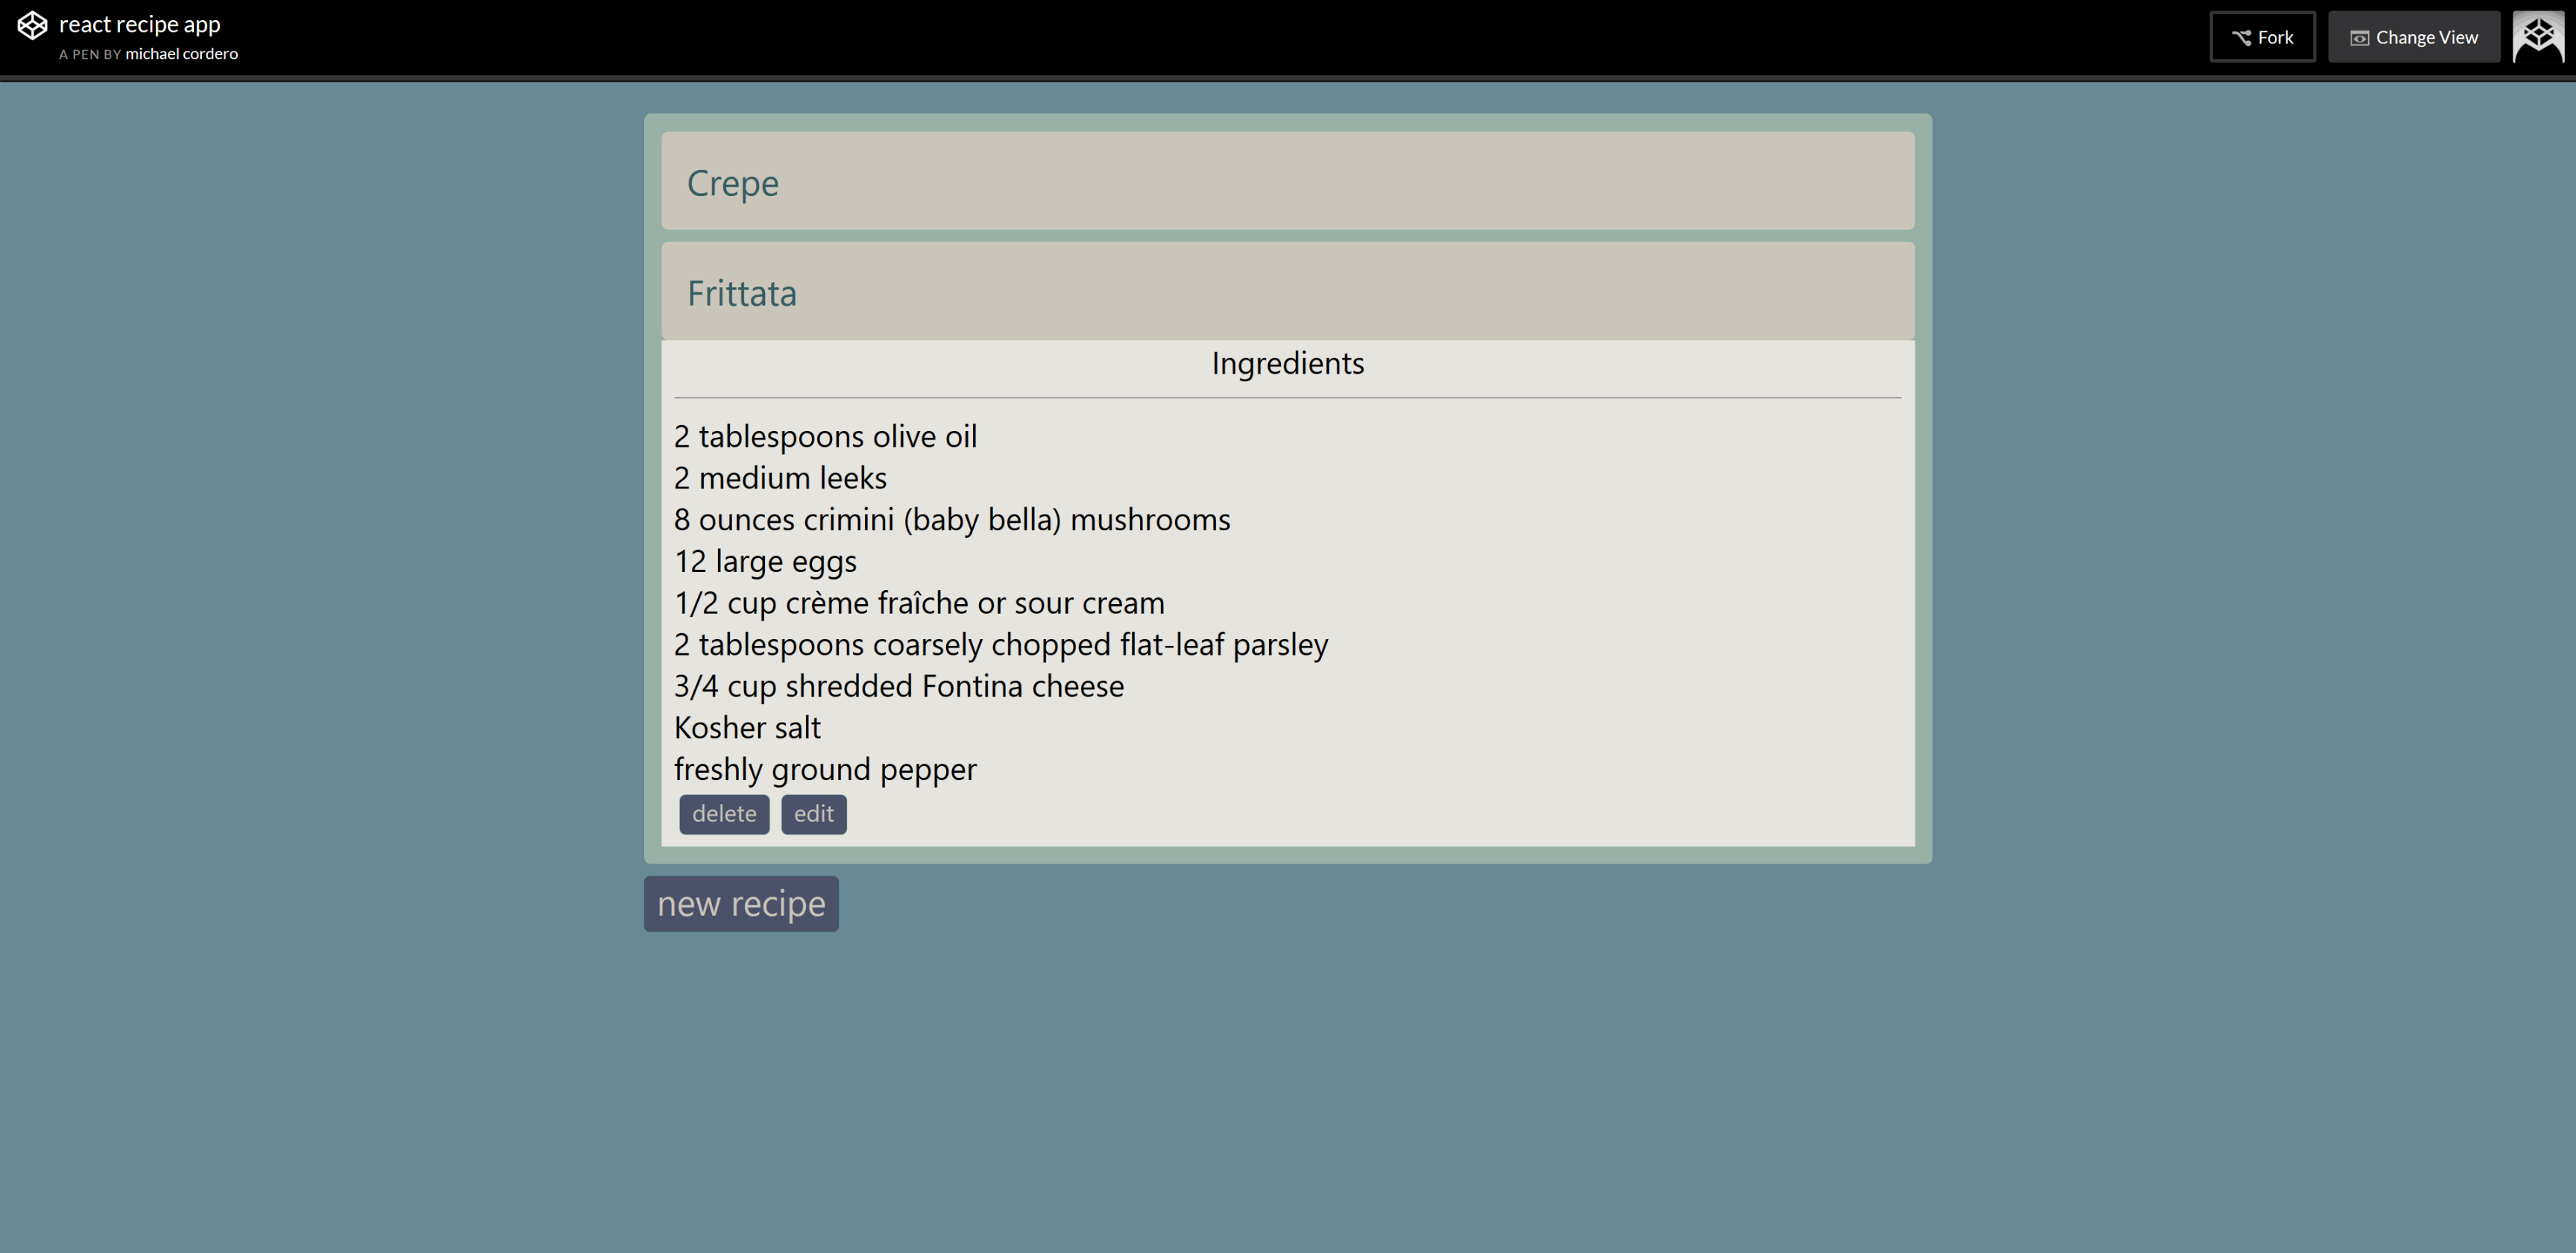 react recipe app
A PEN BY michael cordero
Fork
Change View
Crepe
Frittata
Ingredients
2 tablespoons olive oil
2 medium leeks
8 ounces crimini (baby bella) mushrooms
12 large eggs
1/2 cup crème fraîche or sour cream
2 tablespoons coarsely chopped flat-leaf parsley
3/4 cup shredded Fontina cheese
Kosher salt
freshly ground pepper
delete edit
new recipe